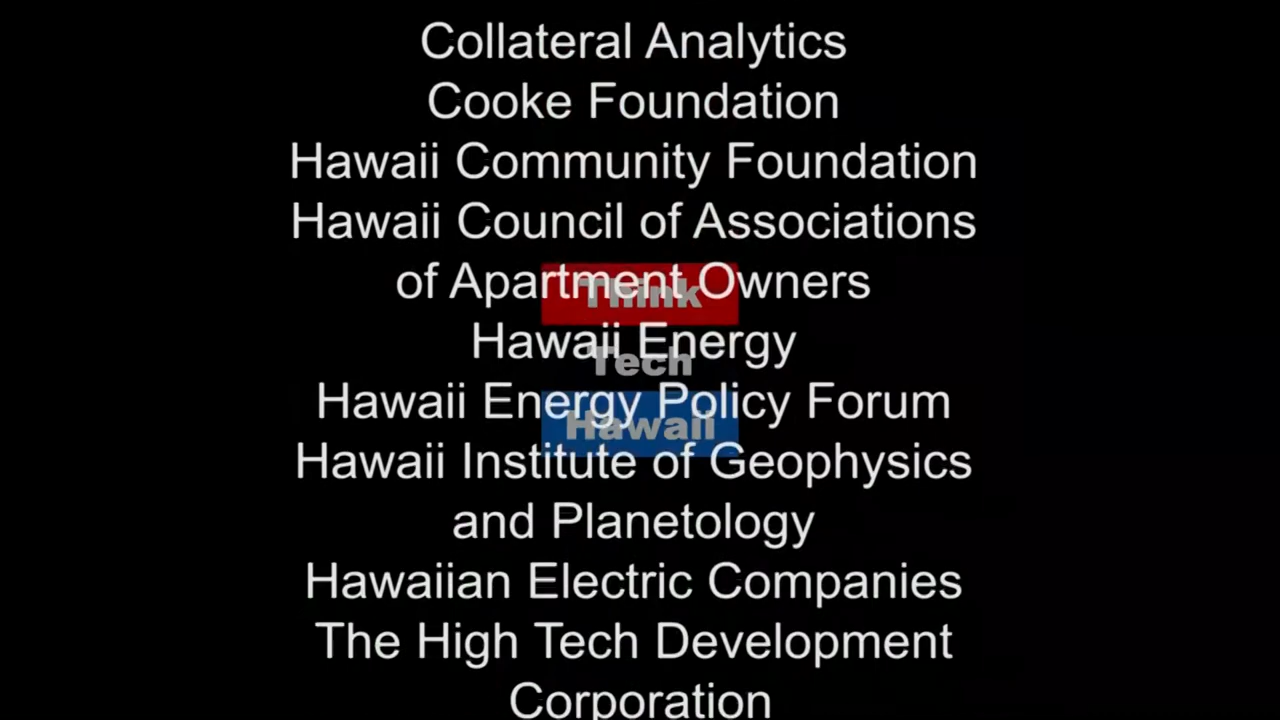 Collateral Analytics
Cooke Foundation
Hawaii Community Foundation
Hawaii Council of Associations
of Apartment Owners
Think
Hawaii Energy
Tech
Hawaii Energy Policy Forum
Hawaii
Hawaii Institute of Geophysics
and Planetology
Hawaiian Electric Companies
The High Tech Development
Corporation